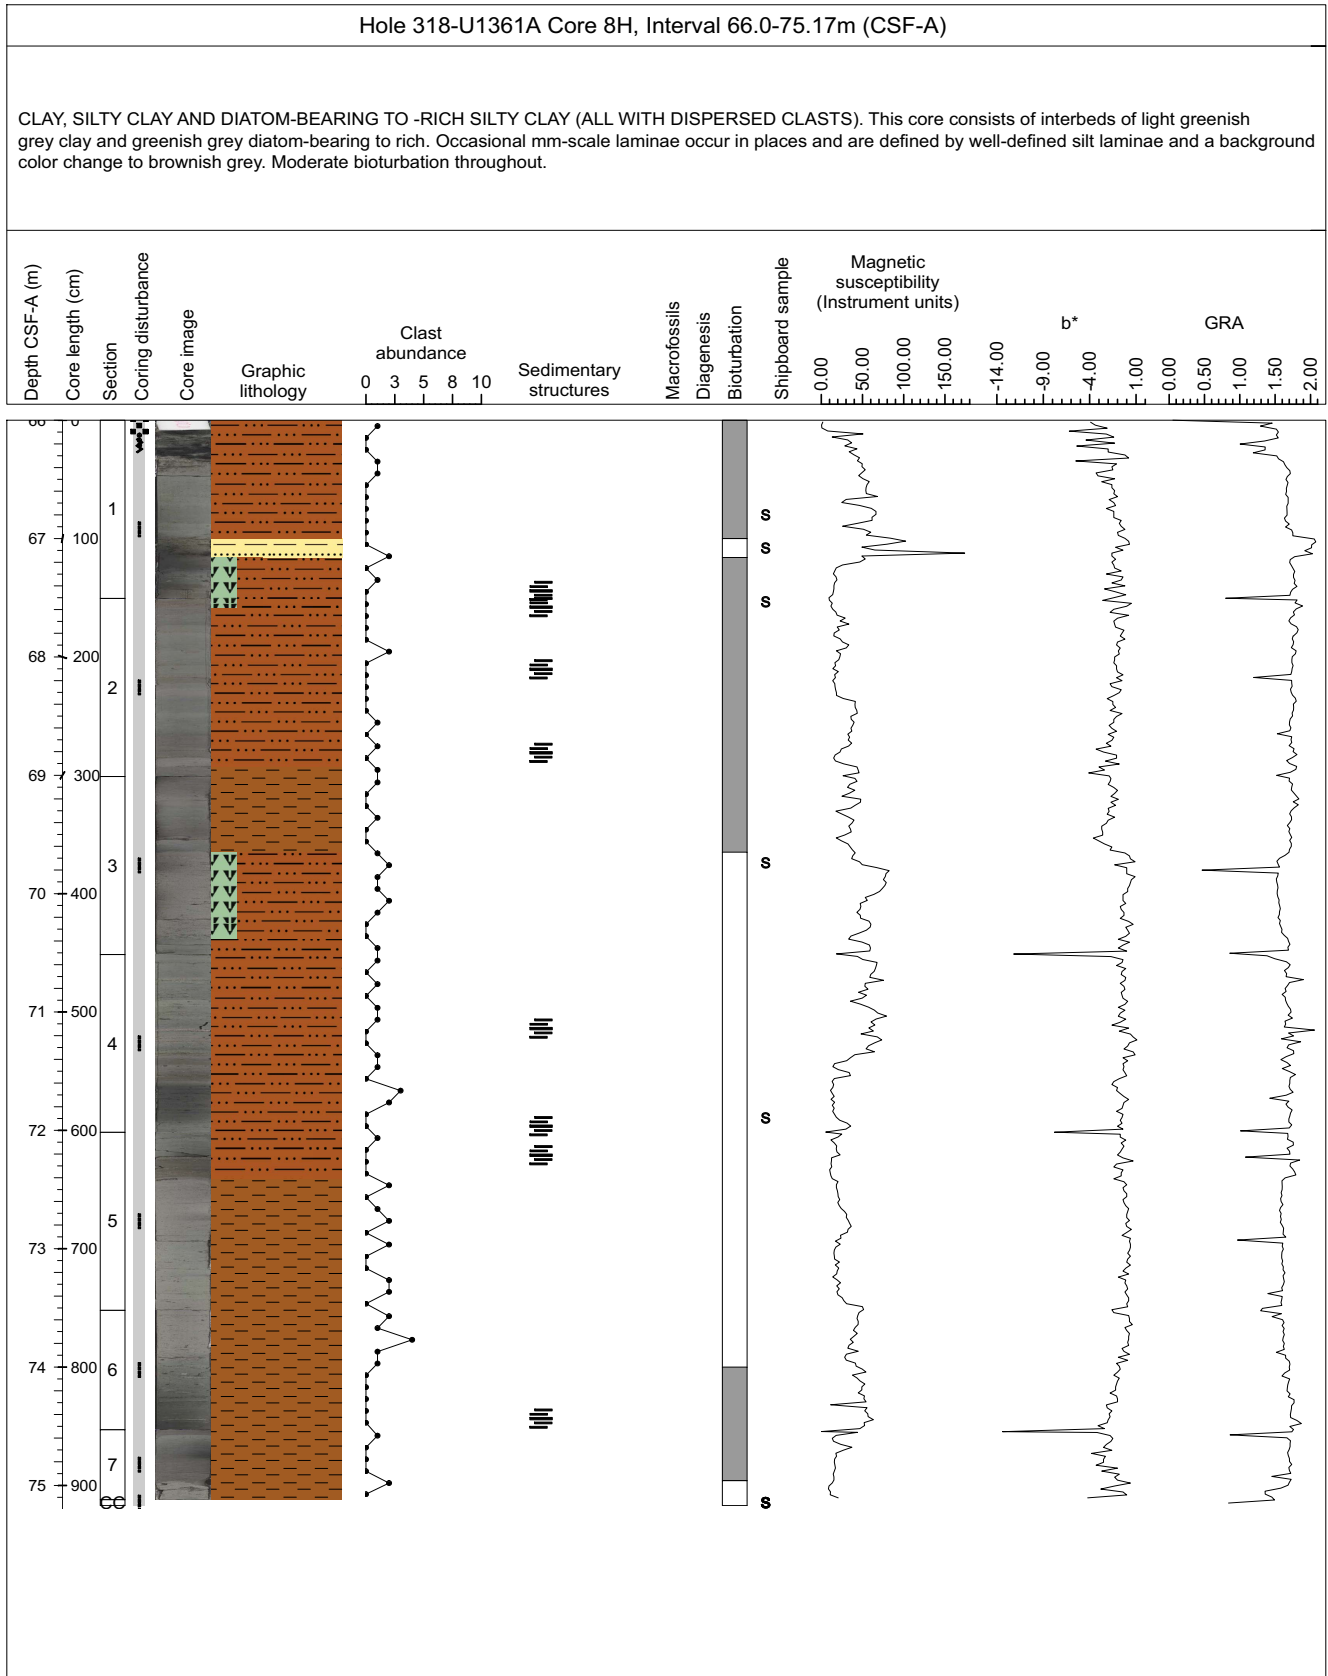 Hole 318-U1361A Core 8H, Interval 66.0-75.17m (CSF-A)
CLAY, SILTY CLAY AND DIATOM-BEARING TO -RICH SILTY CLAY (ALL WITH DISPERSED CLASTS). This core consists of interbeds of light greenish
grey clay and greenish grey diatom-bearing to rich. Occasional mm-scale laminae occur in places and are defined by well-defined silt laminae and a background
color change to brownish grey. Moderate bioturbation throughout.
Depth CSF-A (m)
Core length (cm)
Section
Coring disturbance
Core image
Graphic
lithology
Clast
abundance
0 3 5 8 10
Sedimentary
structures
Macrofossils
Diagenesis
Bioturbation
Shipboard sample
Magnetic
susceptibility
(Instrument units)
0.00 50.00 100.00 150.00
b*
-14.00 -9.00 -4.00 1.00
GRA
0.00 0.50 1.00 1.50 2.00
66 0
1
S
67 100
S
S
68 200
2
69 300
3
S
70 400
71 500
4
S
72 600
5
73 700
74 800
6
7
75 900
CC
S